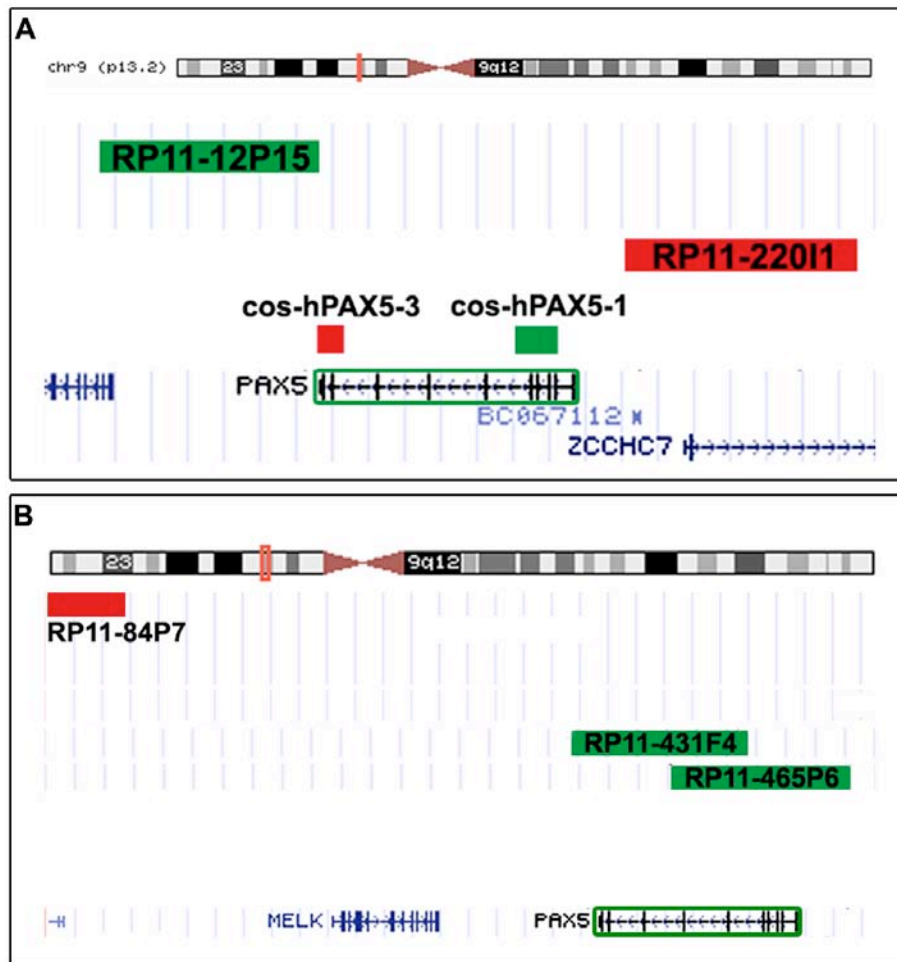 A
chr9 (p13.2) 23 9q12
RP11-12P15
RP11-220I1
cos-hPAX5-3 cos-hPAX5-1
PAX5
BC067112
ZCCHC7
B
23 9q12
RP11-84P7
RP11-431F4
RP11-465P6
MELK PAX5